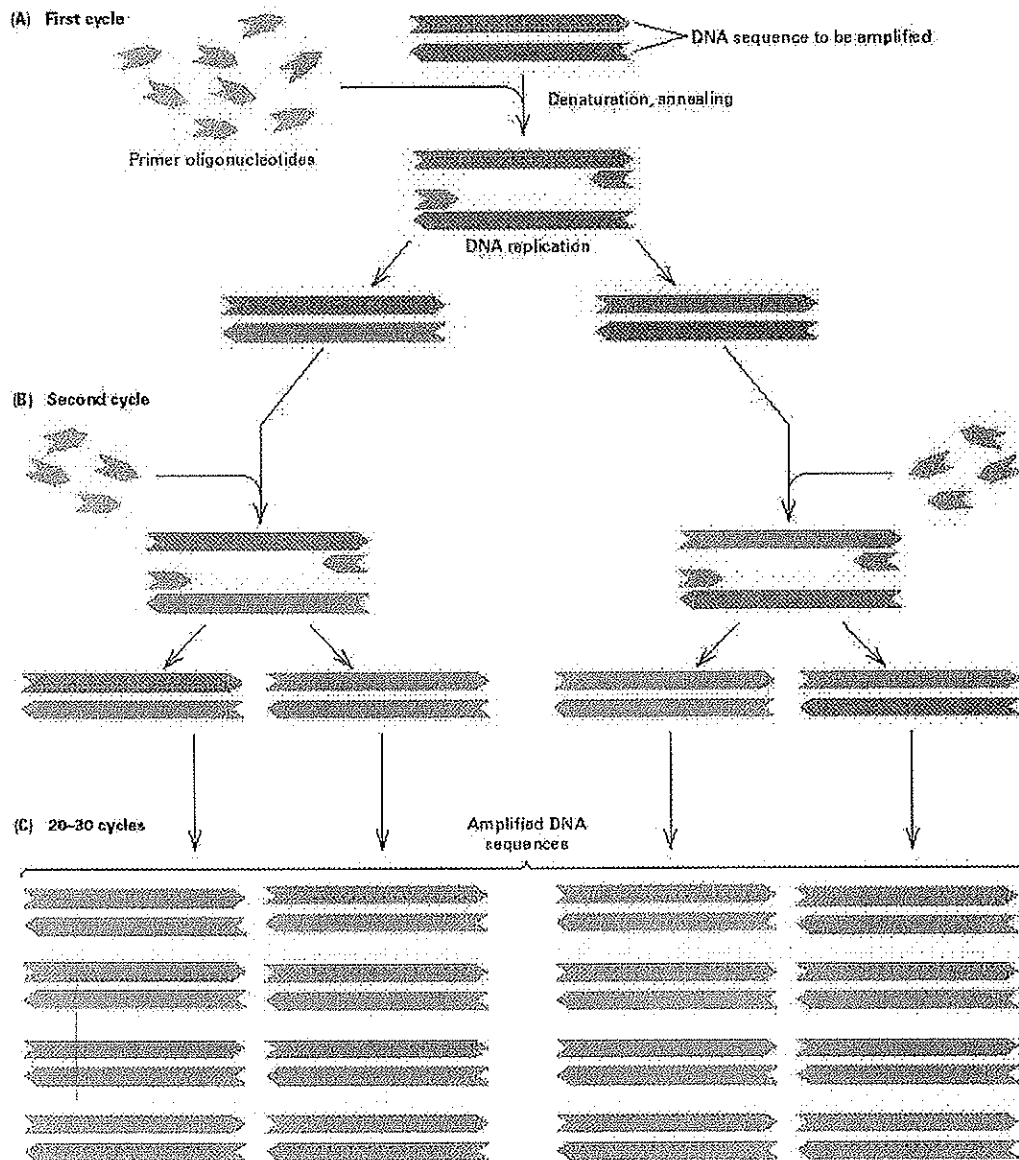 (A) First cycle
DNA sequence to be amplified
Denaturation, annealing
Primer oligonucleotides
DNA replication
(B) Second cycle
(C) 20–30 cycles
Amplified DNA
sequences